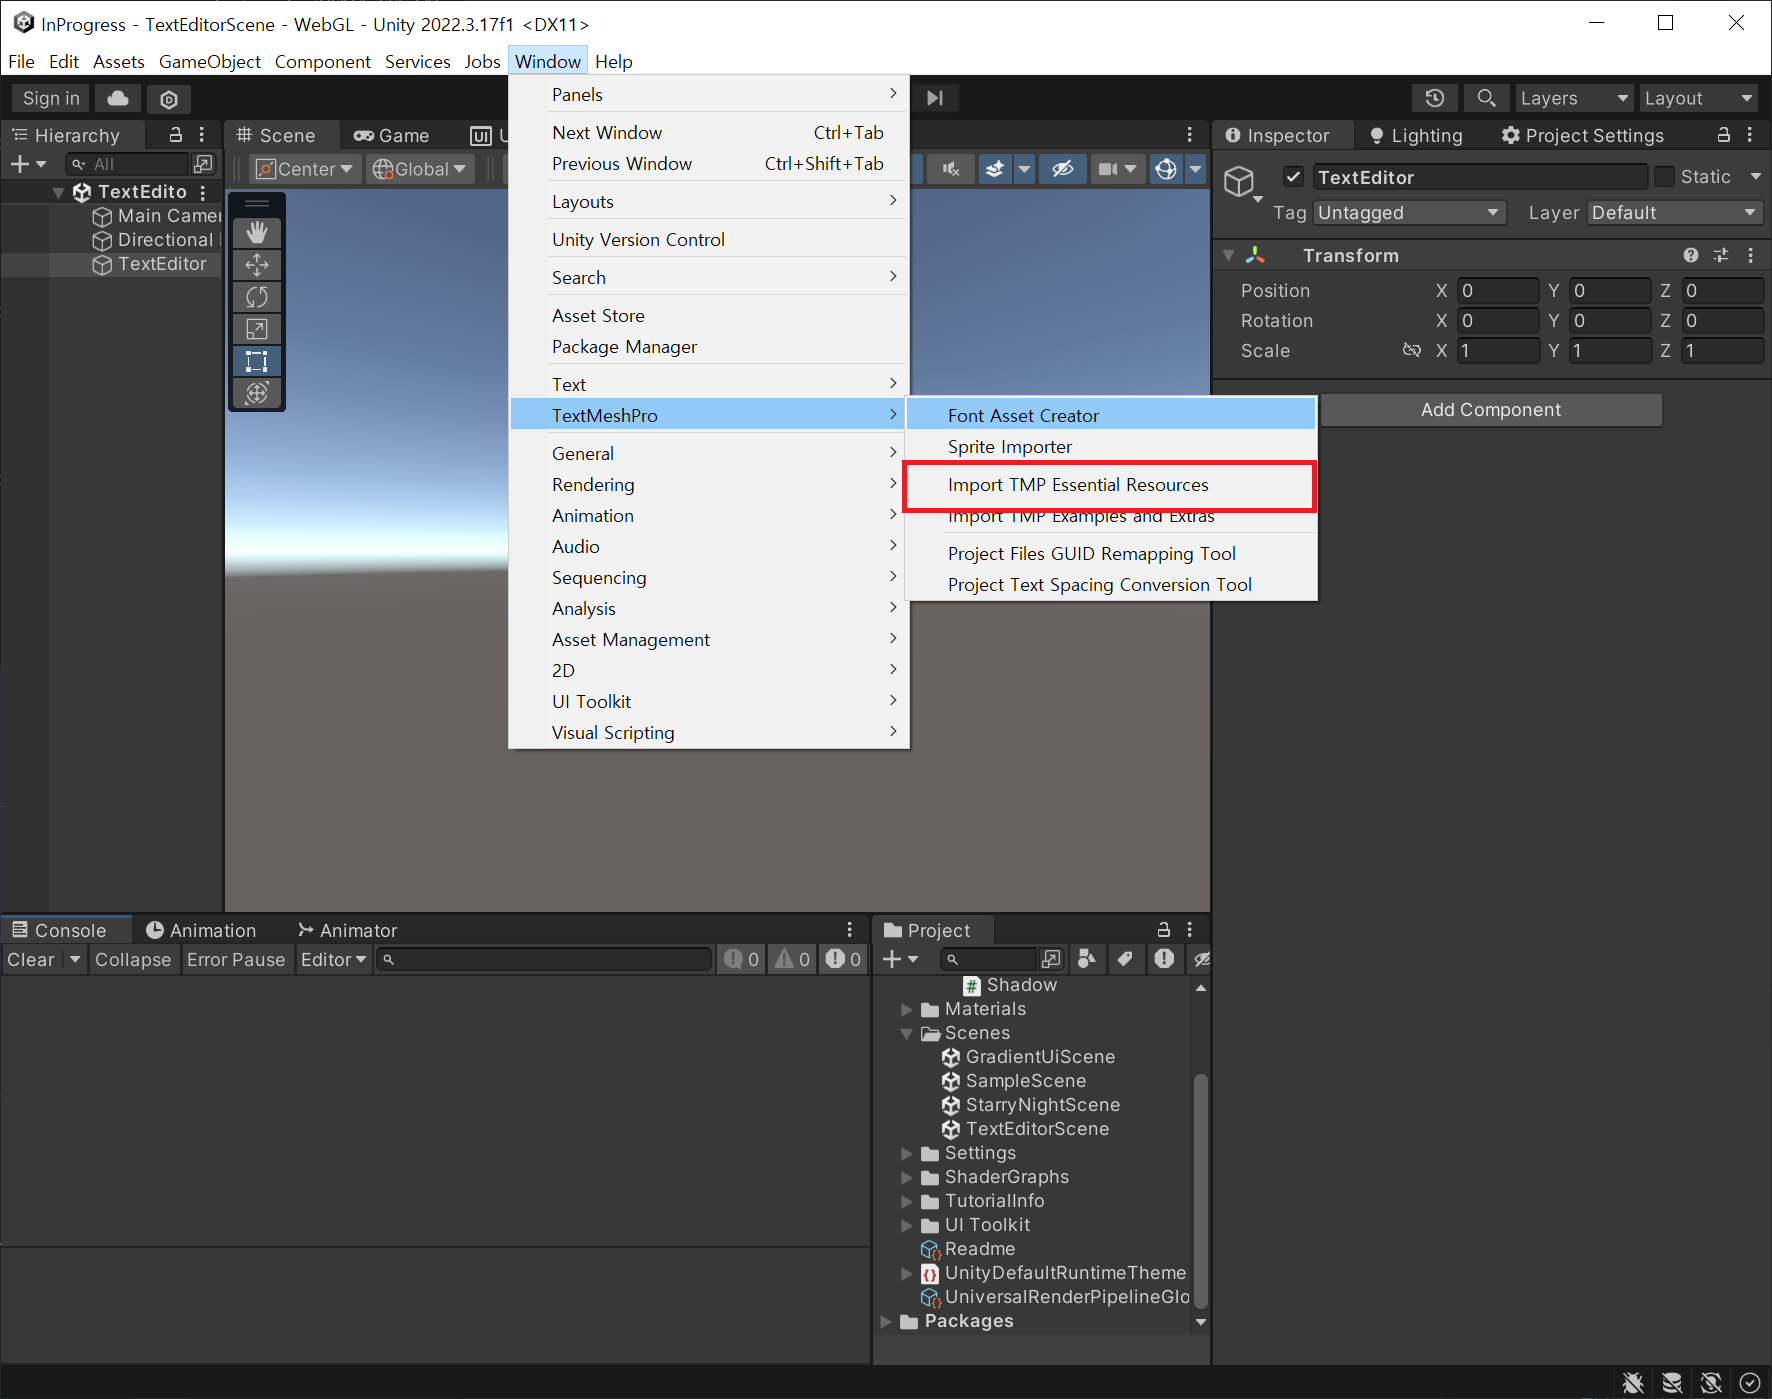 InProgress - TextEditorScene - WebGL - Unity 2022.3.17f1 <DX11>
File Edit Assets GameObject Component Services Jobs Window Help
Sign in
Layers
Layout
Hierarchy
All
TextEdito
Main Camer
Directional
TextEditor
Scene
Game
UI
Center
Global
Panels
Next Window Ctrl+Tab
Previous Window Ctrl+Shift+Tab
Layouts
Unity Version Control
Search
Asset Store
Package Manager
Text
TextMeshPro
General
Rendering
Animation
Audio
Sequencing
Analysis
Asset Management
2D
UI Toolkit
Visual Scripting
Font Asset Creator
Sprite Importer
Import TMP Essential Resources
Import TMP Examples and Extras
Project Files GUID Remapping Tool
Project Text Spacing Conversion Tool
Inspector
Lighting
Project Settings
TextEditor
Static
Tag Untagged Layer Default
Transform
Position X 0 Y 0 Z 0
Rotation X 0 Y 0 Z 0
Scale X 1 Y 1 Z 1
Add Component
Console
Animation
Animator
Clear Collapse Error Pause Editor 0 0 0
Project
Shadow
Materials
Scenes
GradientUiScene
SampleScene
StarryNightScene
TextEditorScene
Settings
ShaderGraphs
TutorialInfo
UI Toolkit
Readme
UnityDefaultRuntimeTheme
UniversalRenderPipelineGlo
Packages